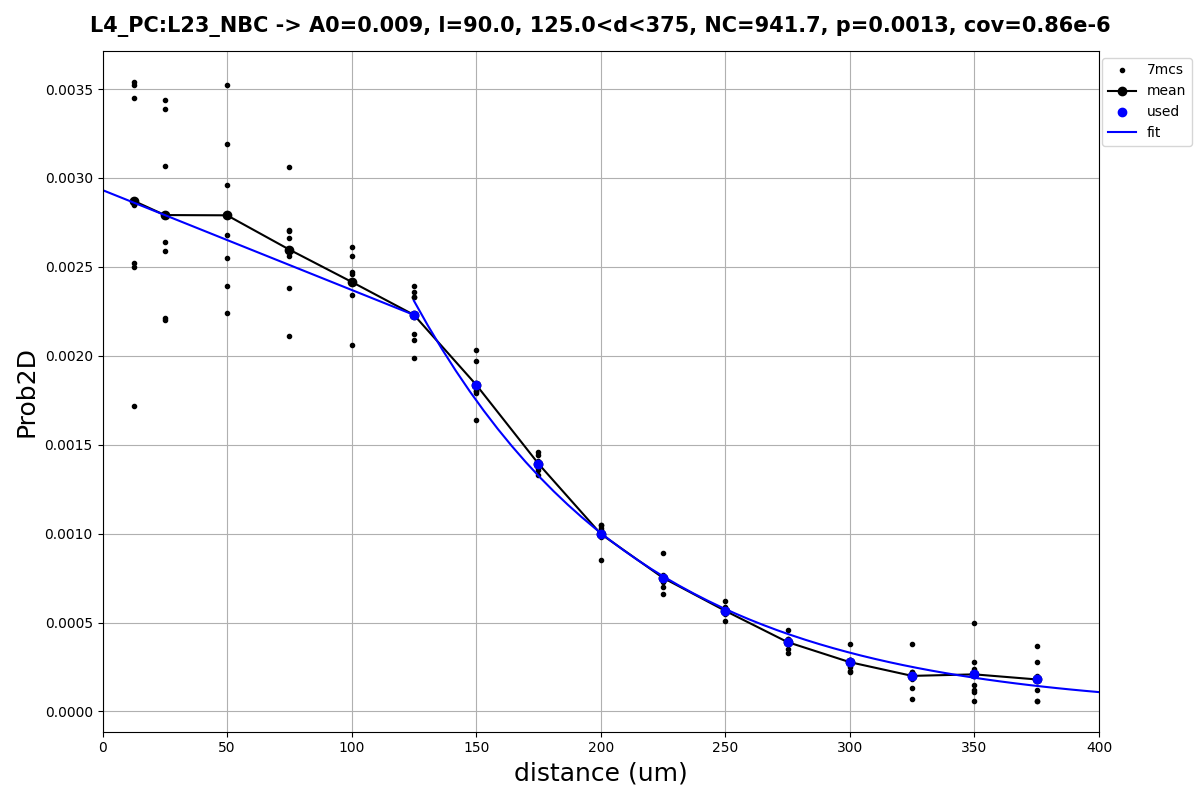 L4_PC:L23_NBC -> A0=0.009, l=90.0, 125.0<d<375, NC=941.7, p=0.0013, cov=0.86e-6
7mcs
mean
used
fit
Prob2D
0.0035
0.0030
0.0025
0.0020
0.0015
0.0010
0.0005
0.0000
0 50 100 150 200 250 300 350 400
distance (um)